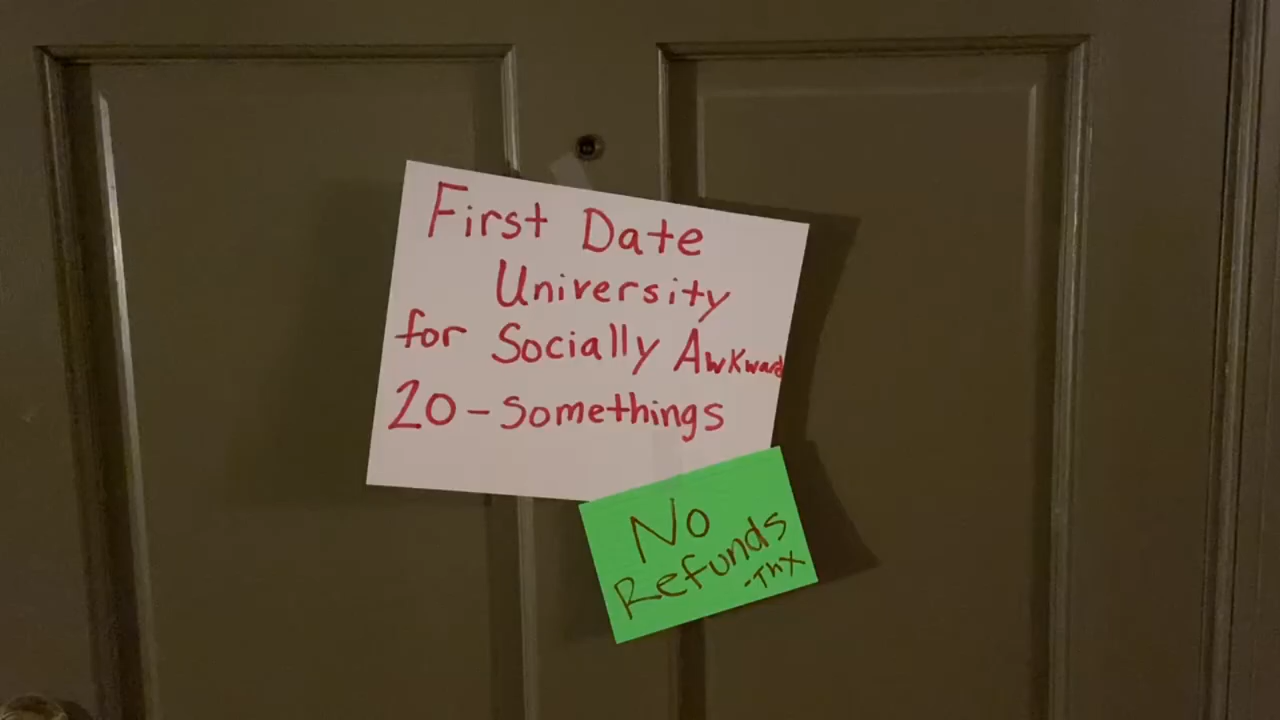 First Date
University
for Socially Awkward
20-somethings
No
Refunds
-Thx